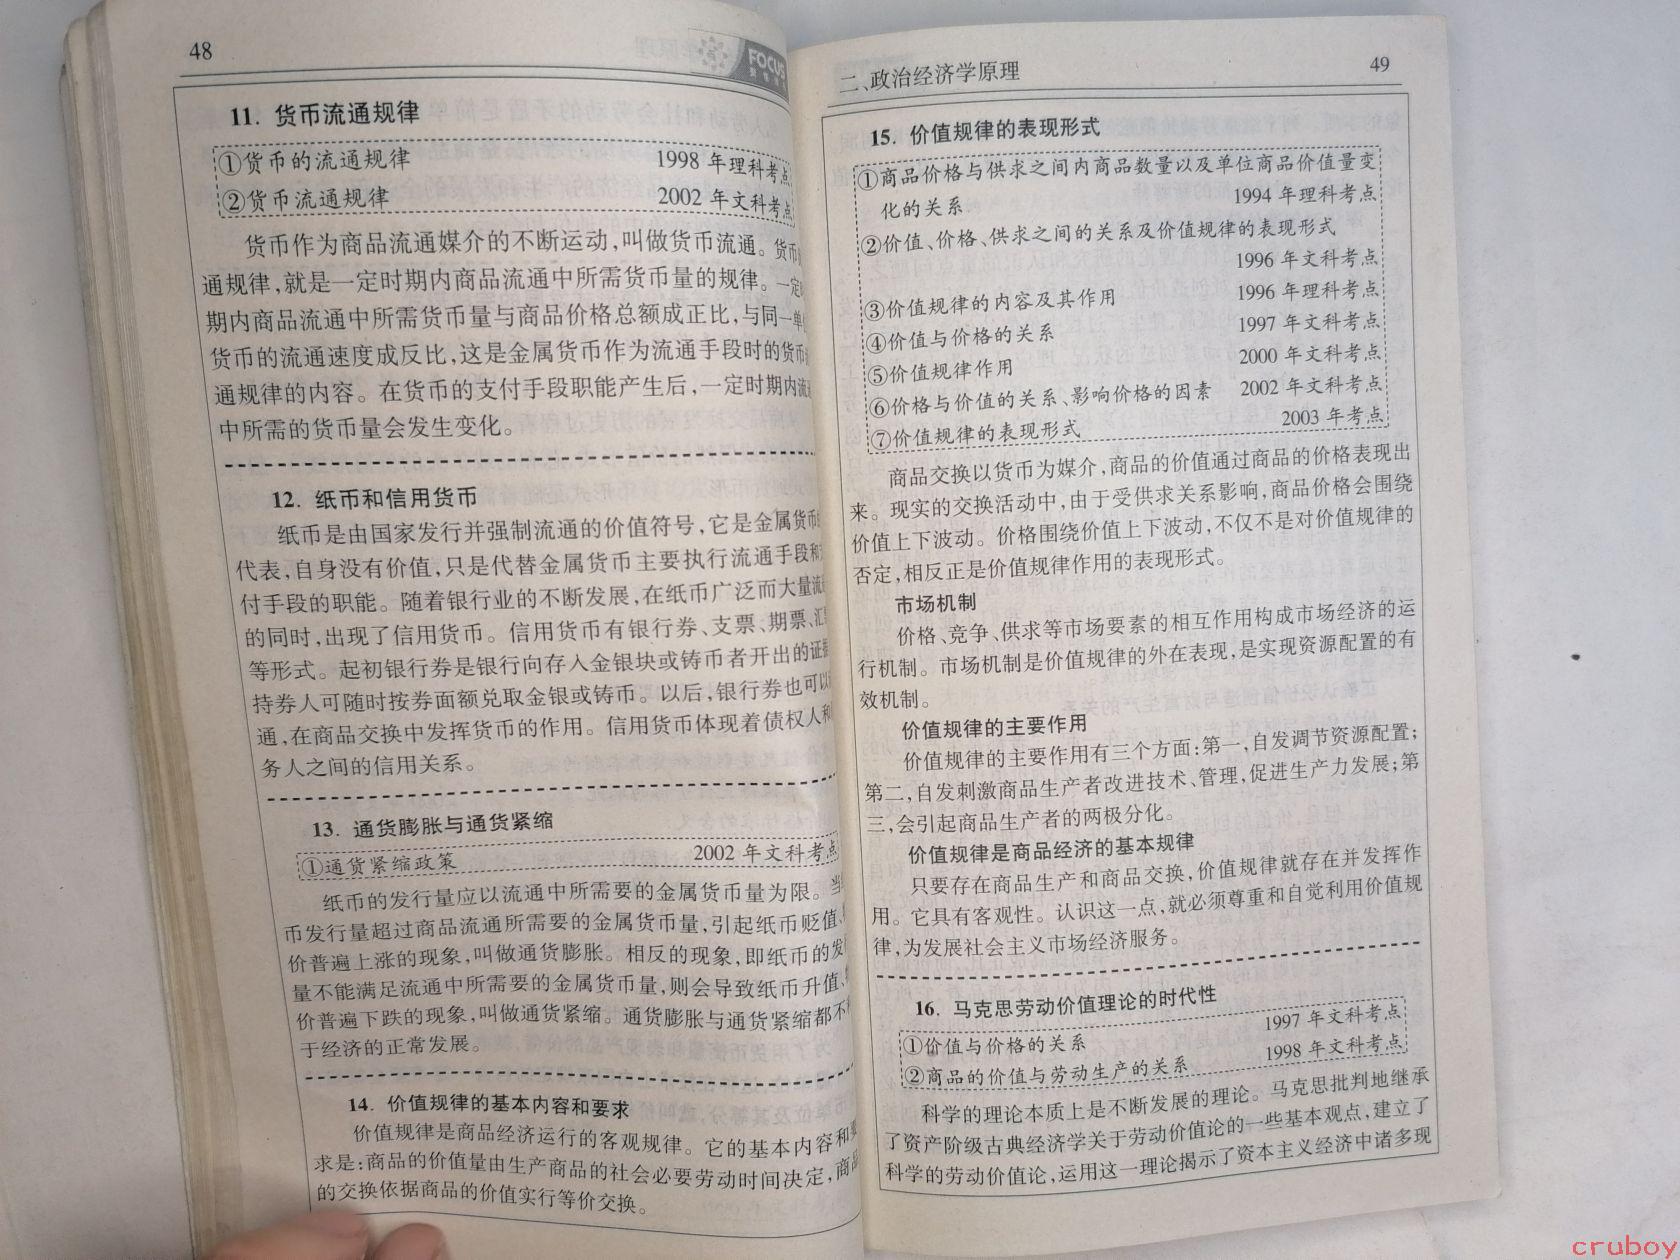 48
FOCUS
11. 货币流通规律
①货币的流通规律 1998 年理科考点
②货币流通规律 2002 年文科考点
货币作为商品流通媒介的不断运动,叫做货币流通。货币
通规律,就是一定时期内商品流通中所需货币量的规律。一定
期内商品流通中所需货币量与商品价格总额成正比,与同一单
货币的流通速度成反比,这是金属货币作为流通手段时的货币
通规律的内容。在货币的支付手段职能产生后,一定时期内流
中所需的货币量会发生变化。
12. 纸币和信用货币
纸币是由国家发行并强制流通的价值符号,它是金属货币
代表,自身没有价值,只是代替金属货币主要执行流通手段和
付手段的职能。随着银行业的不断发展,在纸币广泛而大量流
的同时,出现了信用货币。信用货币有银行券、支票、期票、汇
等形式。起初银行券是银行向存入金银块或铸币者开出的证
持券人可随时按券面额兑取金银或铸币。以后,银行券也可以
通,在商品交换中发挥货币的作用。信用货币体现着债权人和
务人之间的信用关系。
13. 通货膨胀与通货紧缩
①通货紧缩政策 2002 年文科考点
纸币的发行量应以流通中所需要的金属货币量为限。当
币发行量超过商品流通所需要的金属货币量,引起纸币贬值、
价普遍上涨的现象,叫做通货膨胀。相反的现象,即纸币的发
量不能满足流通中所需要的金属货币量,则会导致纸币升值、
价普遍下跌的现象,叫做通货紧缩。通货膨胀与通货紧缩都不
于经济的正常发展。
14. 价值规律的基本内容和要求
价值规律是商品经济运行的客观规律。它的基本内容和要
求是:商品的价值量由生产商品的社会必要劳动时间决定,商品
的交换依据商品的价值实行等价交换。
二、政治经济学原理 49
15. 价值规律的表现形式
①商品价格与供求之间内商品数量以及单位商品价值量变
化的关系 1994 年理科考点
②价值、价格、供求之间的关系及价值规律的表现形式
1996 年文科考点
③价值规律的内容及其作用 1996 年理科考点
④价值与价格的关系 1997 年文科考点
⑤价值规律作用 2000 年文科考点
⑥价格与价值的关系、影响价格的因素 2002 年文科考点
⑦价值规律的表现形式 2003 年考点
商品交换以货币为媒介,商品的价值通过商品的价格表现出
来。现实的交换活动中,由于受供求关系影响,商品价格会围绕
价值上下波动。价格围绕价值上下波动,不仅不是对价值规律的
否定,相反正是价值规律作用的表现形式。
市场机制
价格、竞争、供求等市场要素的相互作用构成市场经济的运
行机制。市场机制是价值规律的外在表现,是实现资源配置的有
效机制。
价值规律的主要作用
价值规律的主要作用有三个方面:第一,自发调节资源配置;
第二,自发刺激商品生产者改进技术、管理,促进生产力发展;第
三,会引起商品生产者的两极分化。
价值规律是商品经济的基本规律
只要存在商品生产和商品交换,价值规律就存在并发挥作
用。它具有客观性。认识这一点,就必须尊重和自觉利用价值规
律,为发展社会主义市场经济服务。
16. 马克思劳动价值理论的时代性
①价值与价格的关系 1997 年文科考点
②商品的价值与劳动生产的关系 1998 年文科考点
科学的理论本质上是不断发展的理论。马克思批判地继承
了资产阶级古典经济学关于劳动价值论的一些基本观点,建立了
科学的劳动价值论,运用这一理论揭示了资本主义经济中诸多现
cruboy